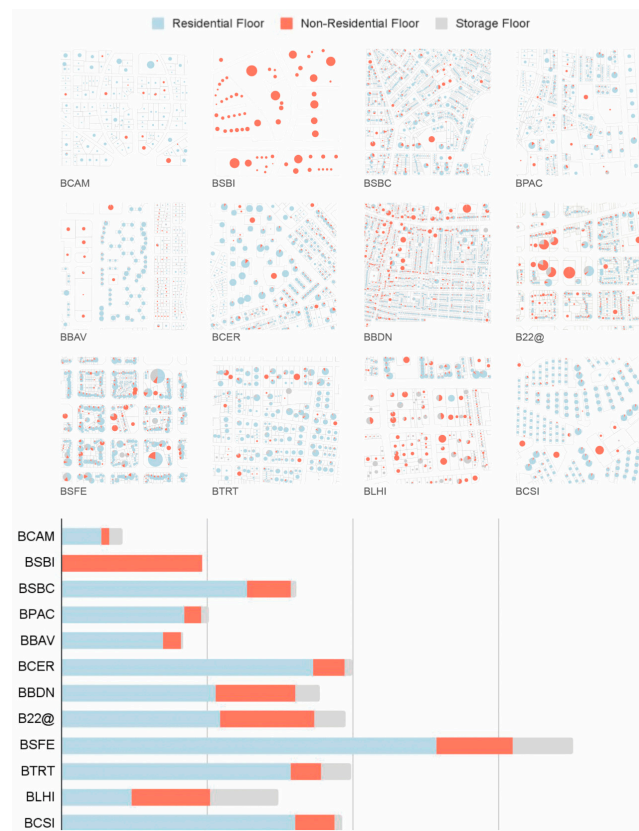 Residential Floor Non-Residential Floor Storage Floor
BCAM BSBI BSBC BPAC
BBAV BCER BBDN B22@
BSFE BTRT BLHI BCSI
BCAM
BSBI
BSBC
BPAC
BBAV
BCER
BBDN
B22@
BSFE
BTRT
BLHI
BCSI